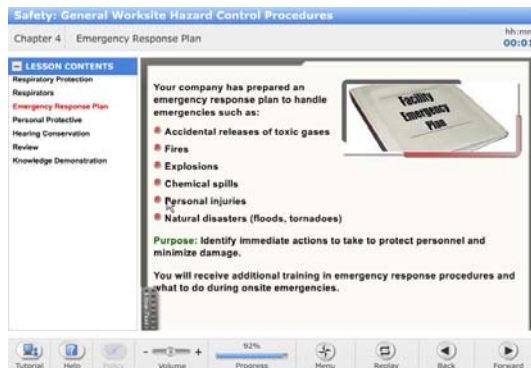 Safety: General Worksite Hazard Control Procedures
Chapter 4 Emergency Response Plan
hh:mm
00:01
LESSON CONTENTS
Respiratory Protection
Respirators
Emergency Response Plan
Personal Protective
Hearing Conservation
Review
Knowledge Demonstration
Your company has prepared an
emergency response plan to handle
emergencies such as:
Accidental releases of toxic gases
Fires
Explosions
Chemical spills
Personal injuries
Natural disasters (floods, tornadoes)
Purpose: Identify immediate actions to take to protect personnel and
minimize damage.
You will receive additional training in emergency response procedures and
what to do during onsite emergencies.
Facility
Emergency
Plan
92%
Tutorial Help Policy Volume Progress Menu Replay Back Forward